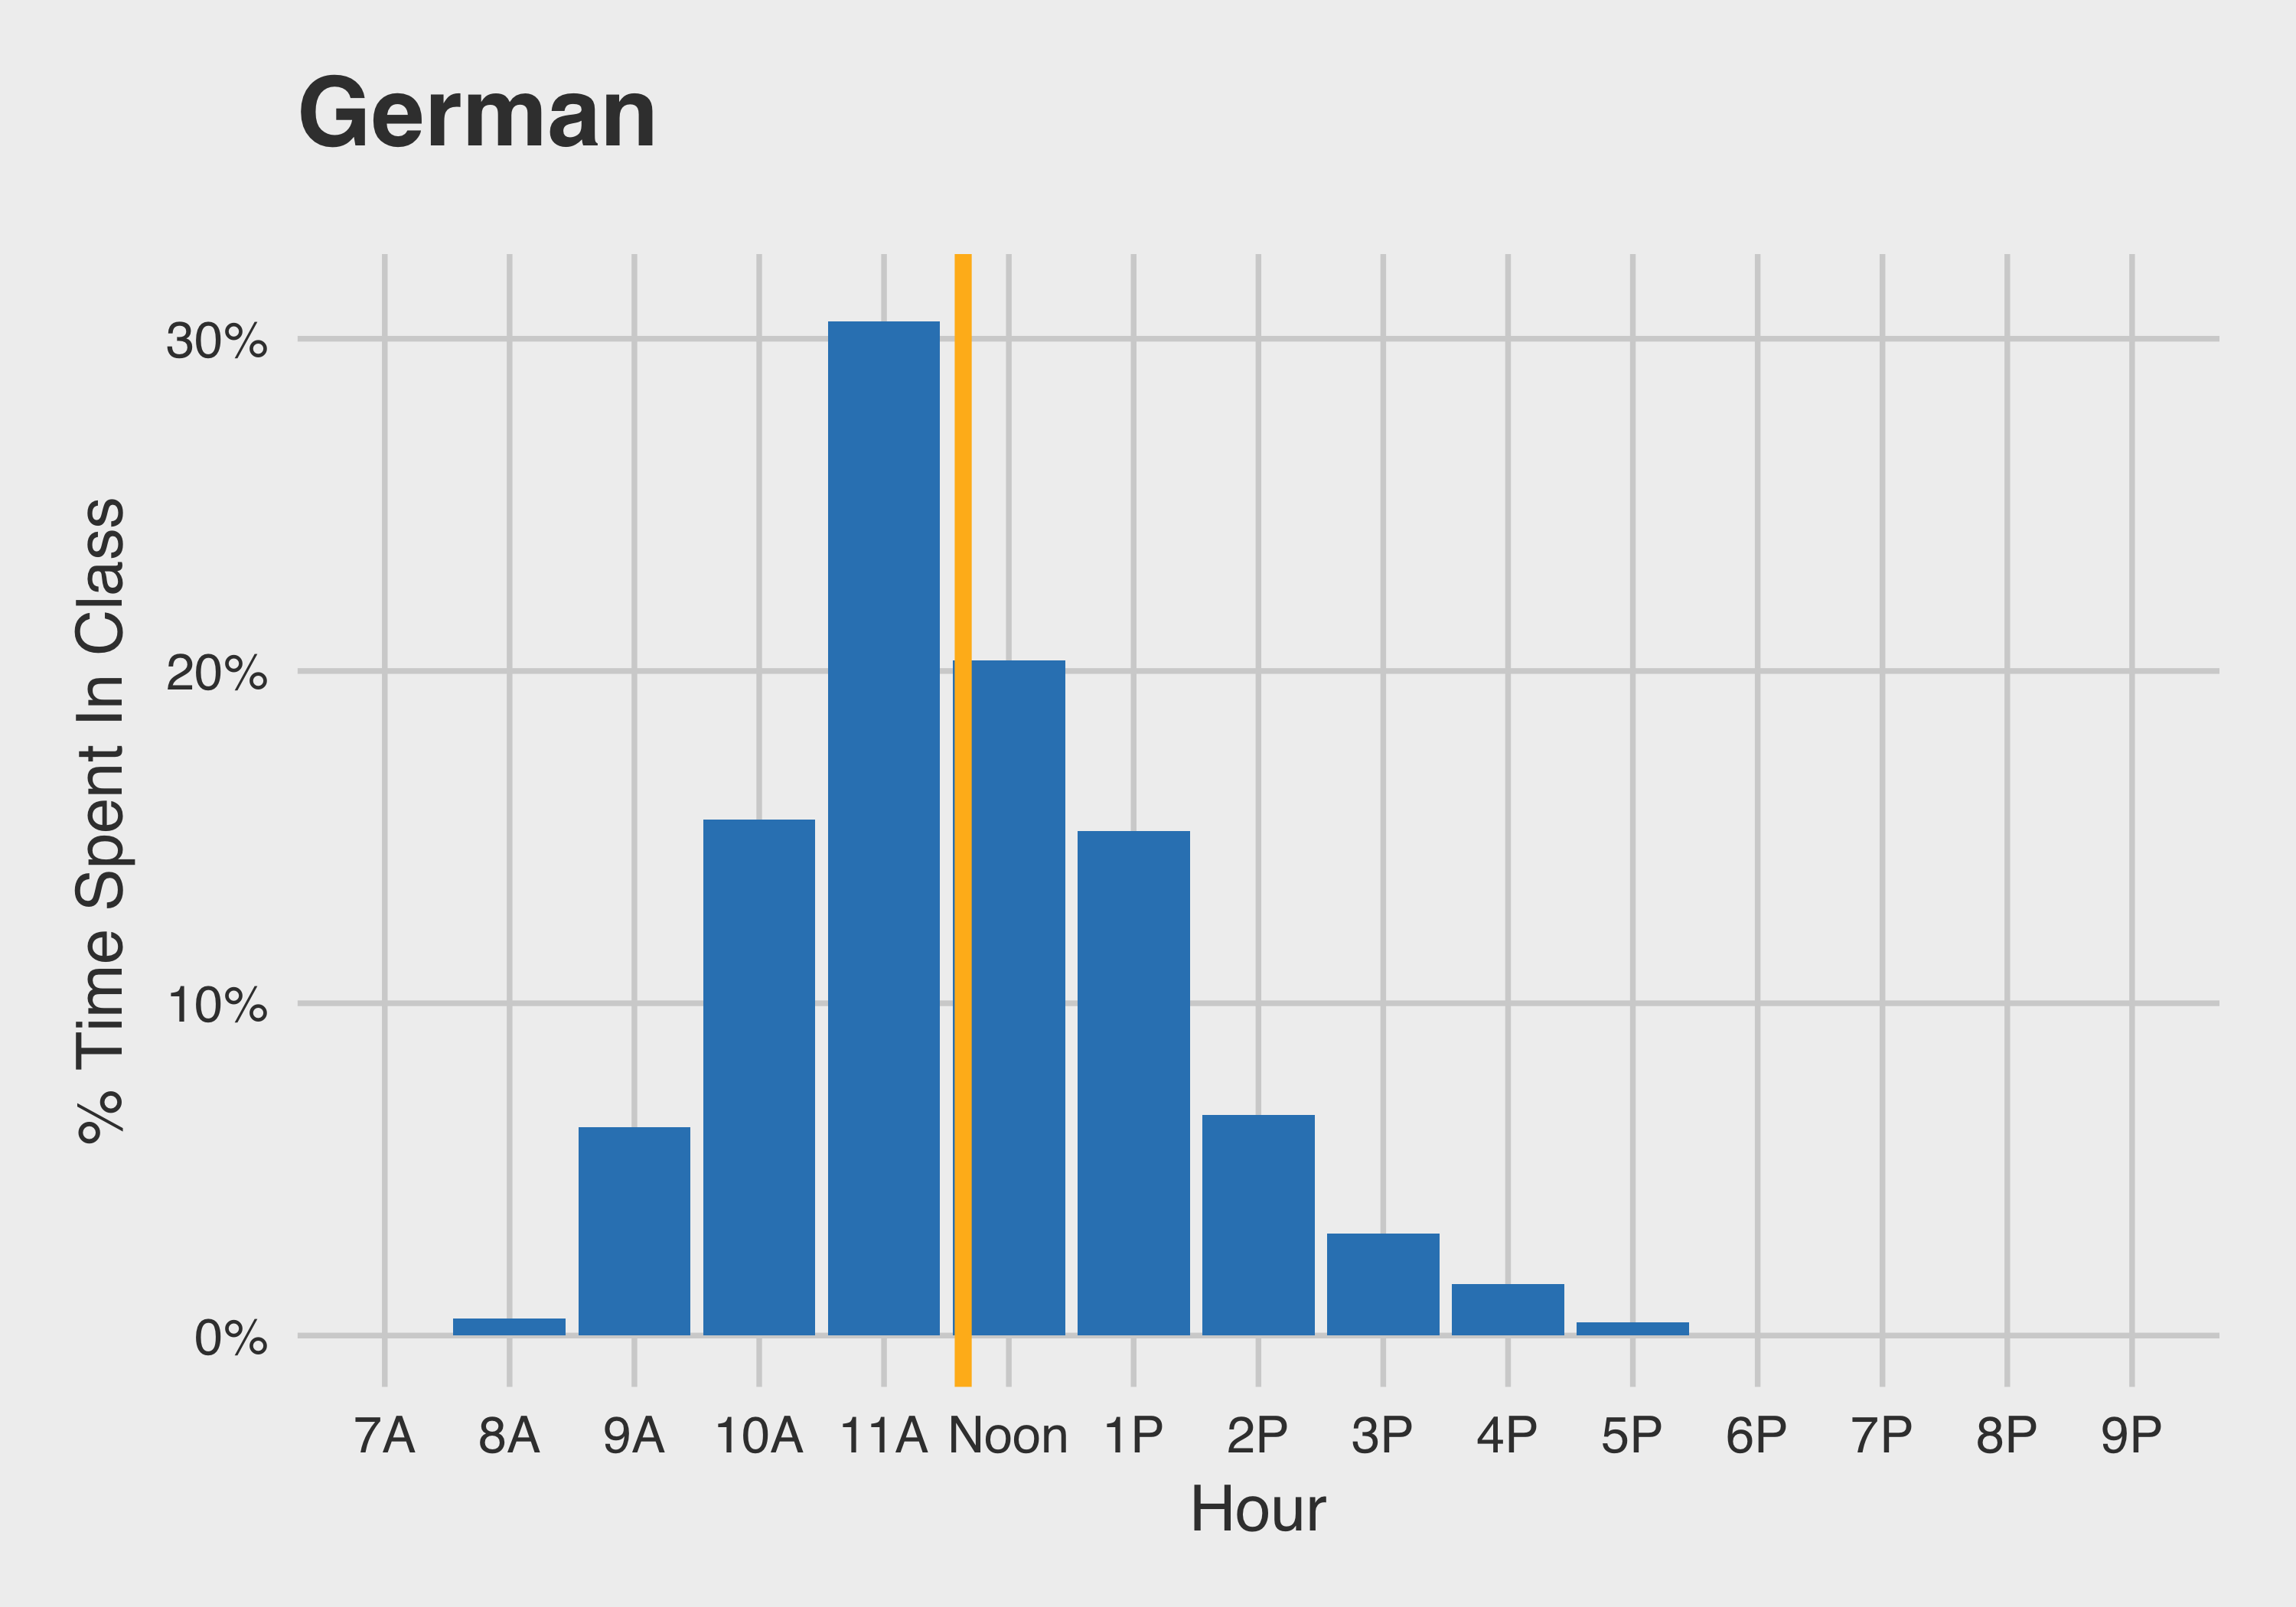 German
% Time Spent In Class
30%
20%
10%
0%
7A 8A 9A 10A 11A Noon 1P 2P 3P 4P 5P 6P 7P 8P 9P
Hour